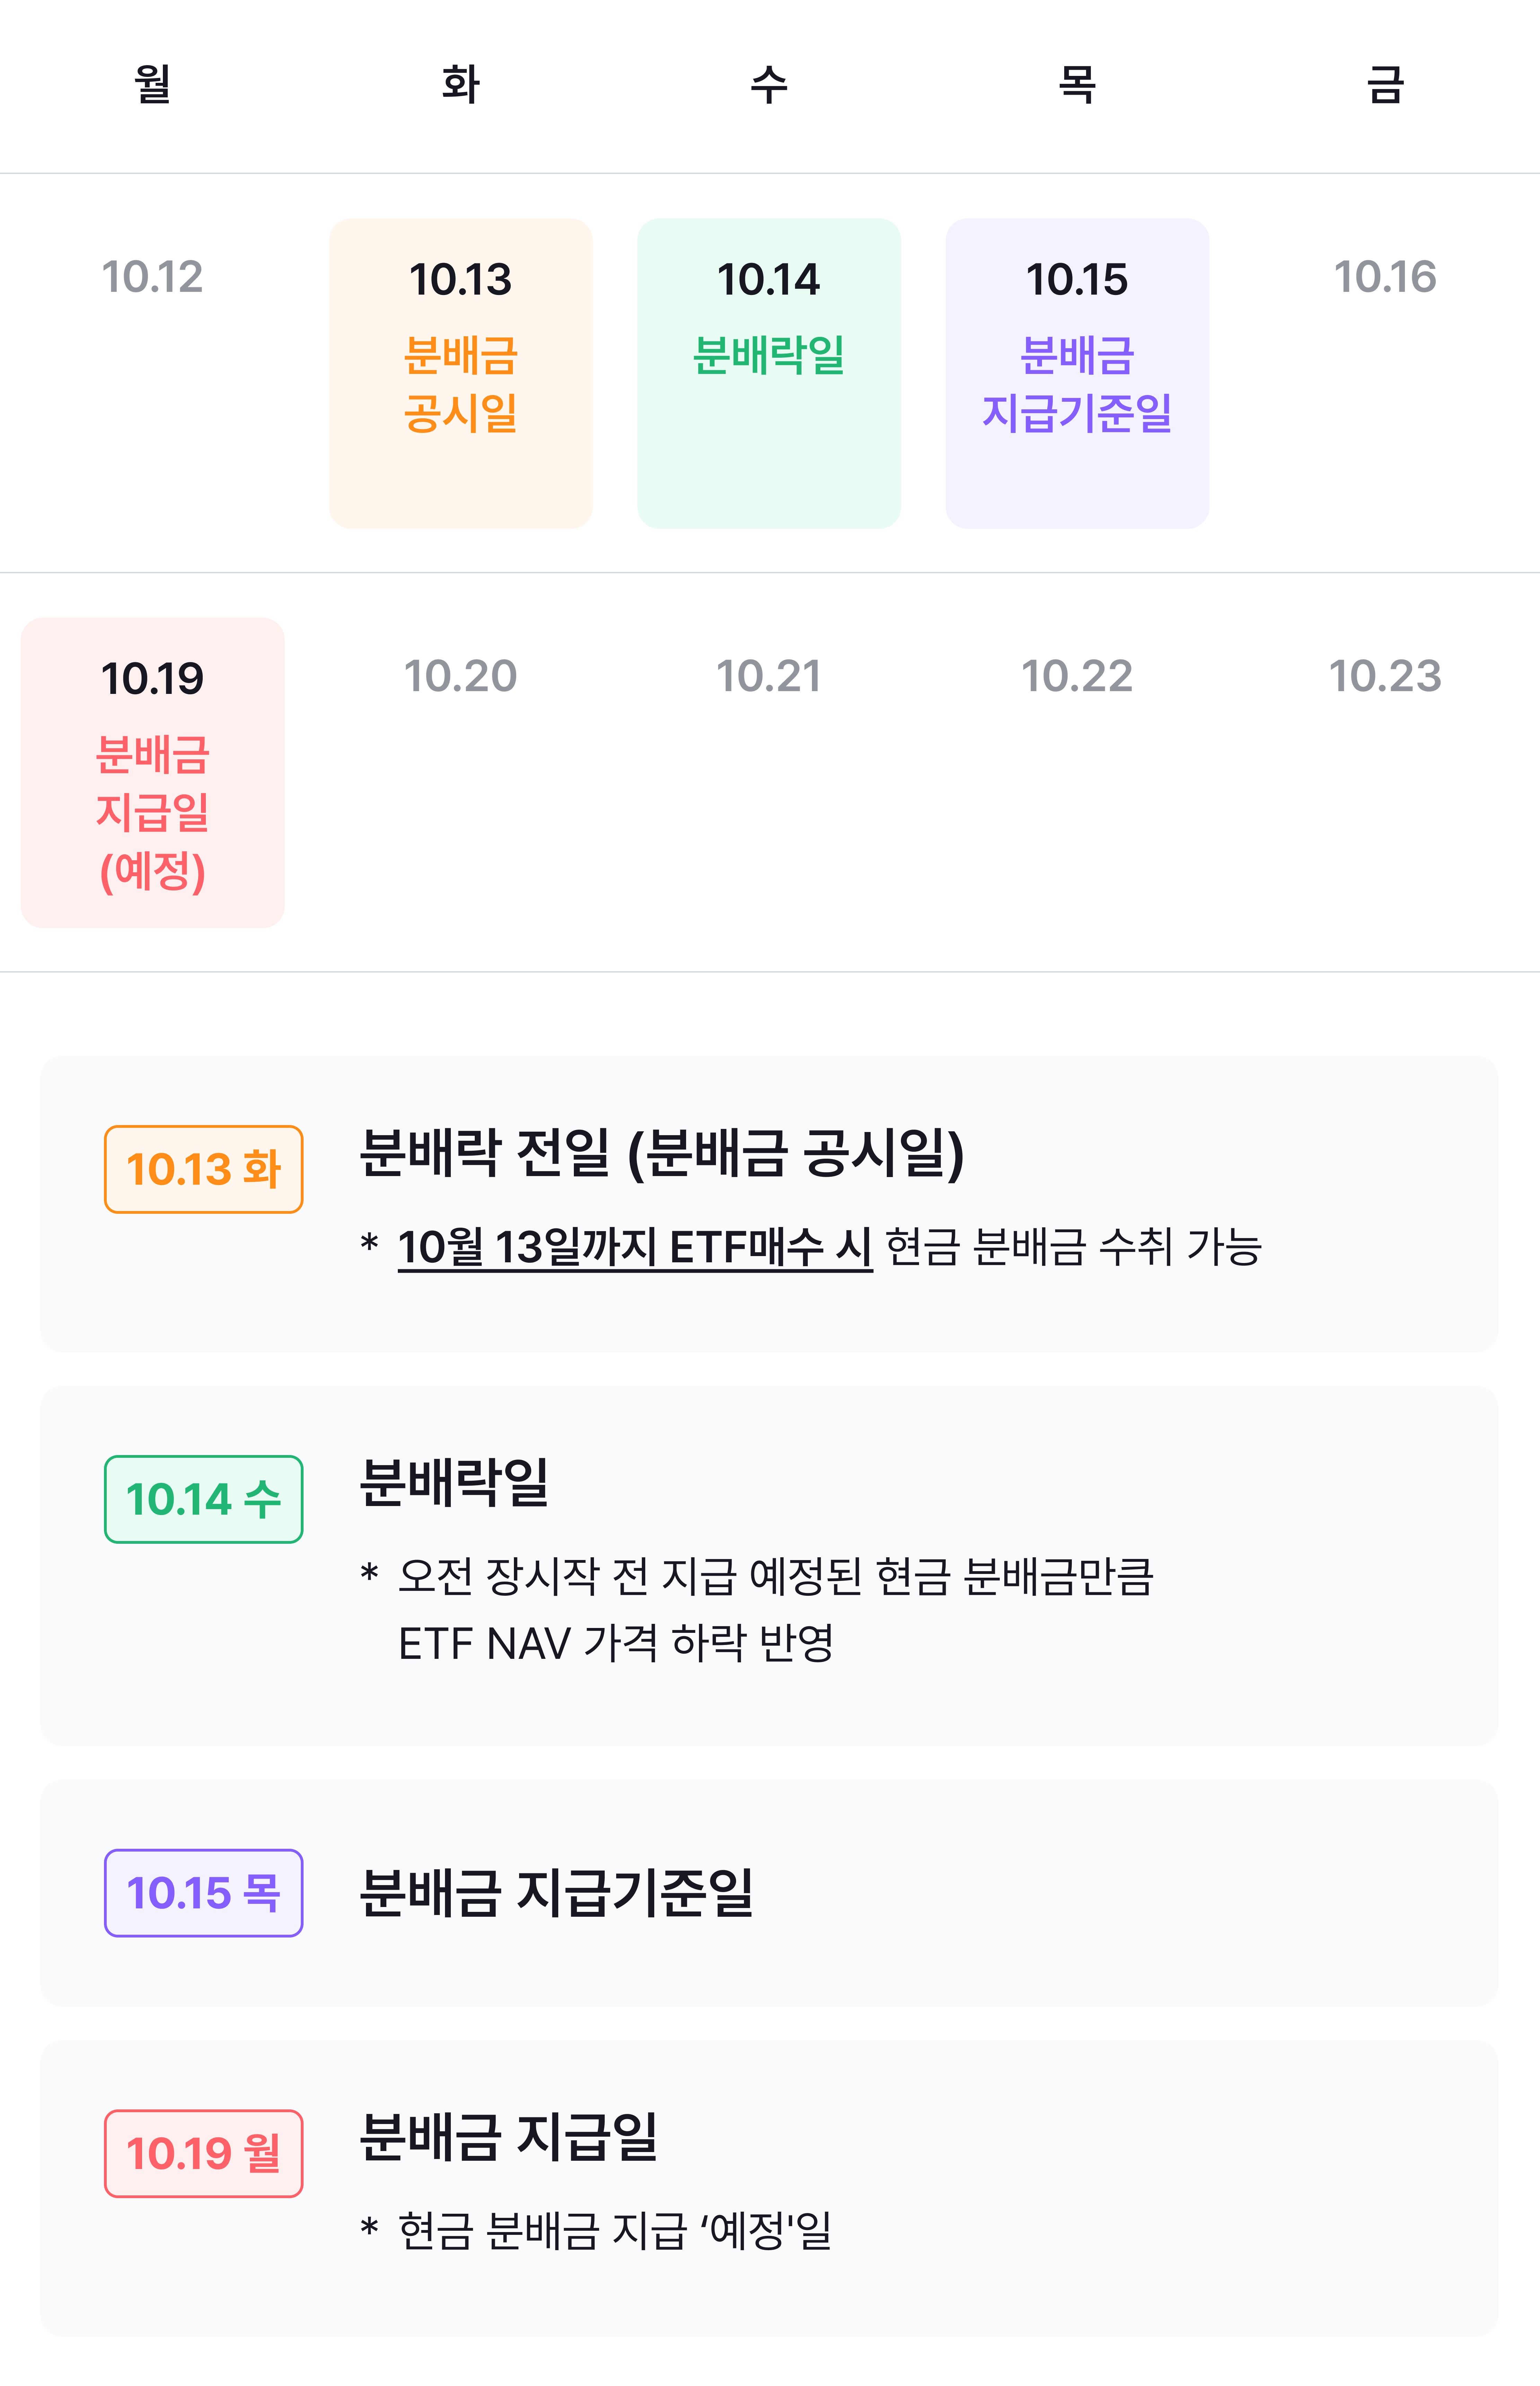 월 화 수 목 금
10.12 10.13 10.14 10.15 10.16
분배금 분배락일 분배금
공시일 지급기준일
10.19 10.20 10.21 10.22 10.23
분배금
지급일
(예정)
10.13 화 분배락 전일 (분배금 공시일)
* 10월 13일까지 ETF매수 시 현금 분배금 수취 가능
10.14 수 분배락일
* 오전 장시작 전 지급 예정된 현금 분배금만큼
ETF NAV 가격 하락 반영
10.15 목 분배금 지급기준일
10.19 월 분배금 지급일
* 현금 분배금 지급 ‘예정'일